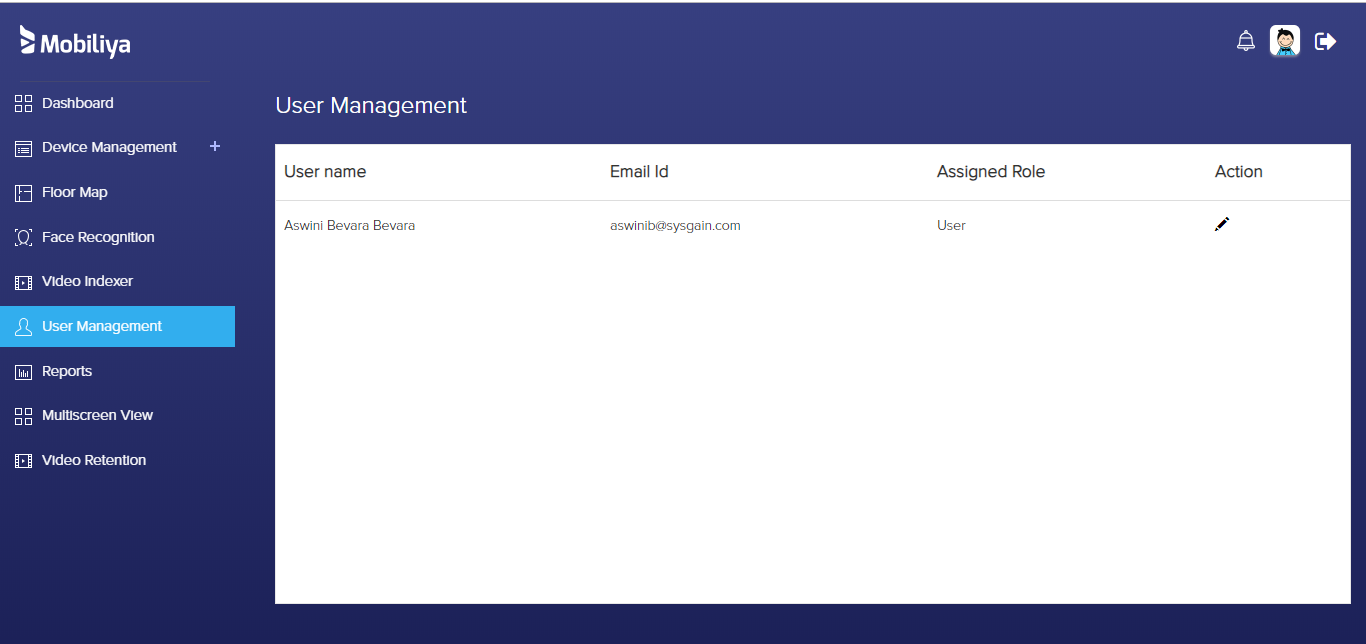 Mobiliya
Dashboard
Device Management +
Floor Map
Face Recognition
Video Indexer
User Management
Reports
Multiscreen View
Video Retention
User Management
User name Email Id Assigned Role Action
Aswini Bevara Bevara aswinib@sysgain.com User